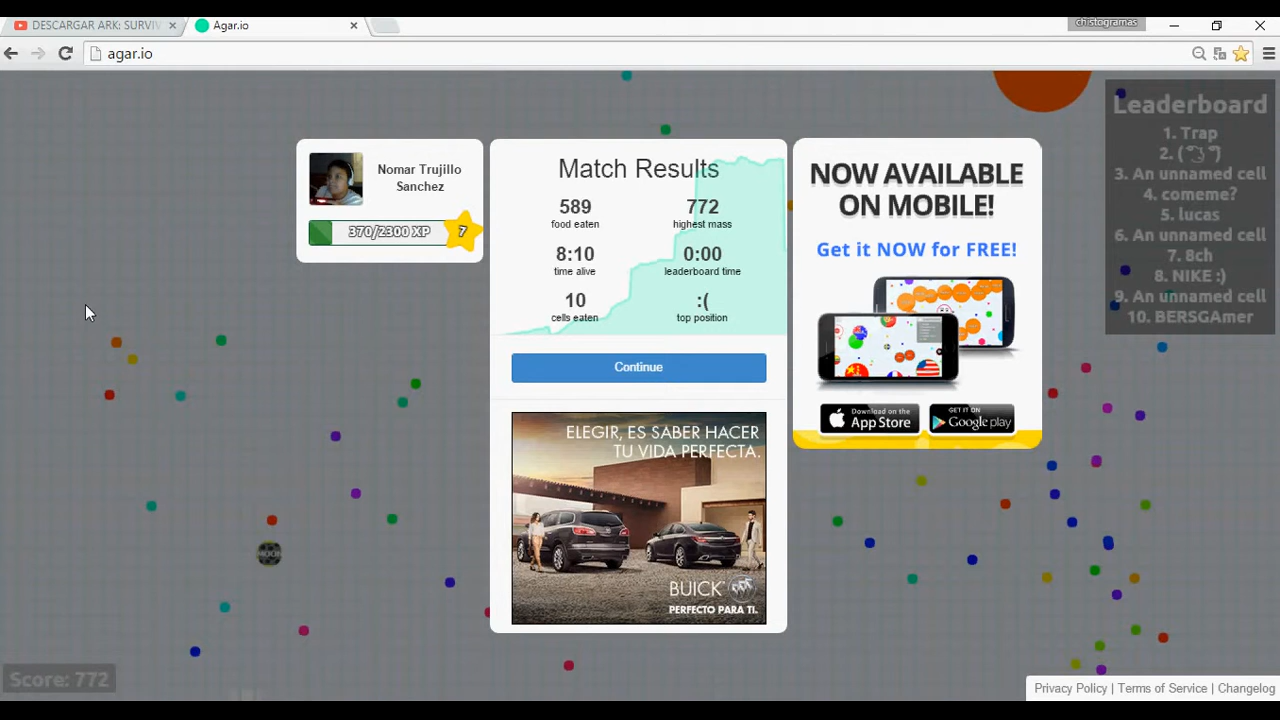 DESCARGAR ARK: SURVIV
Agar.io
chistogramas
agar.io
Leaderboard
1. Trap
3. An unnamed cell
4. comeme?
5. lucas
6. An unnamed cell
7. 8ch
8. NIKE :)
9. An unnamed cell
10. BERSGAmer
Nomar Trujillo
Sanchez
370/2300 XP
7
Match Results
589
food eaten
772
highest mass
8:10
time alive
0:00
leaderboard time
10
cells eaten
:(
top position
Continue
ELEGIR, ES SABER HACER
TU VIDA PERFECTA.
BUICK
PERFECTO PARA TI.
NOW AVAILABLE
ON MOBILE!
Get it NOW for FREE!
Download on the
App Store
GET IT ON
Google play
Score: 772
Privacy Policy | Terms of Service | Changelog